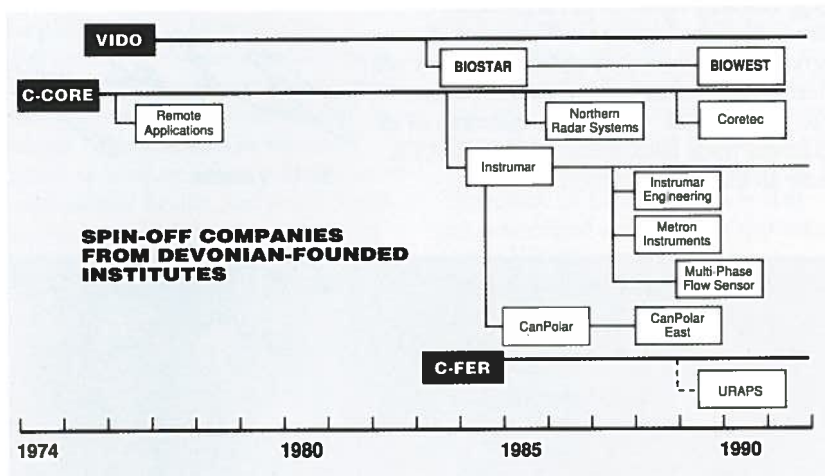 VIDO
BIOSTAR
BIOWEST
C-CORE
Remote
Applications
Northern
Radar Systems
Coretec
Instrumar
Instrumar
Engineering
Metron
Instruments
Multi-Phase
Flow Sensor
SPIN-OFF COMPANIES
FROM DEVONIAN-FOUNDED
INSTITUTES
CanPolar
CanPolar
East
C-FER
URAPS
1974
1980
1985
1990